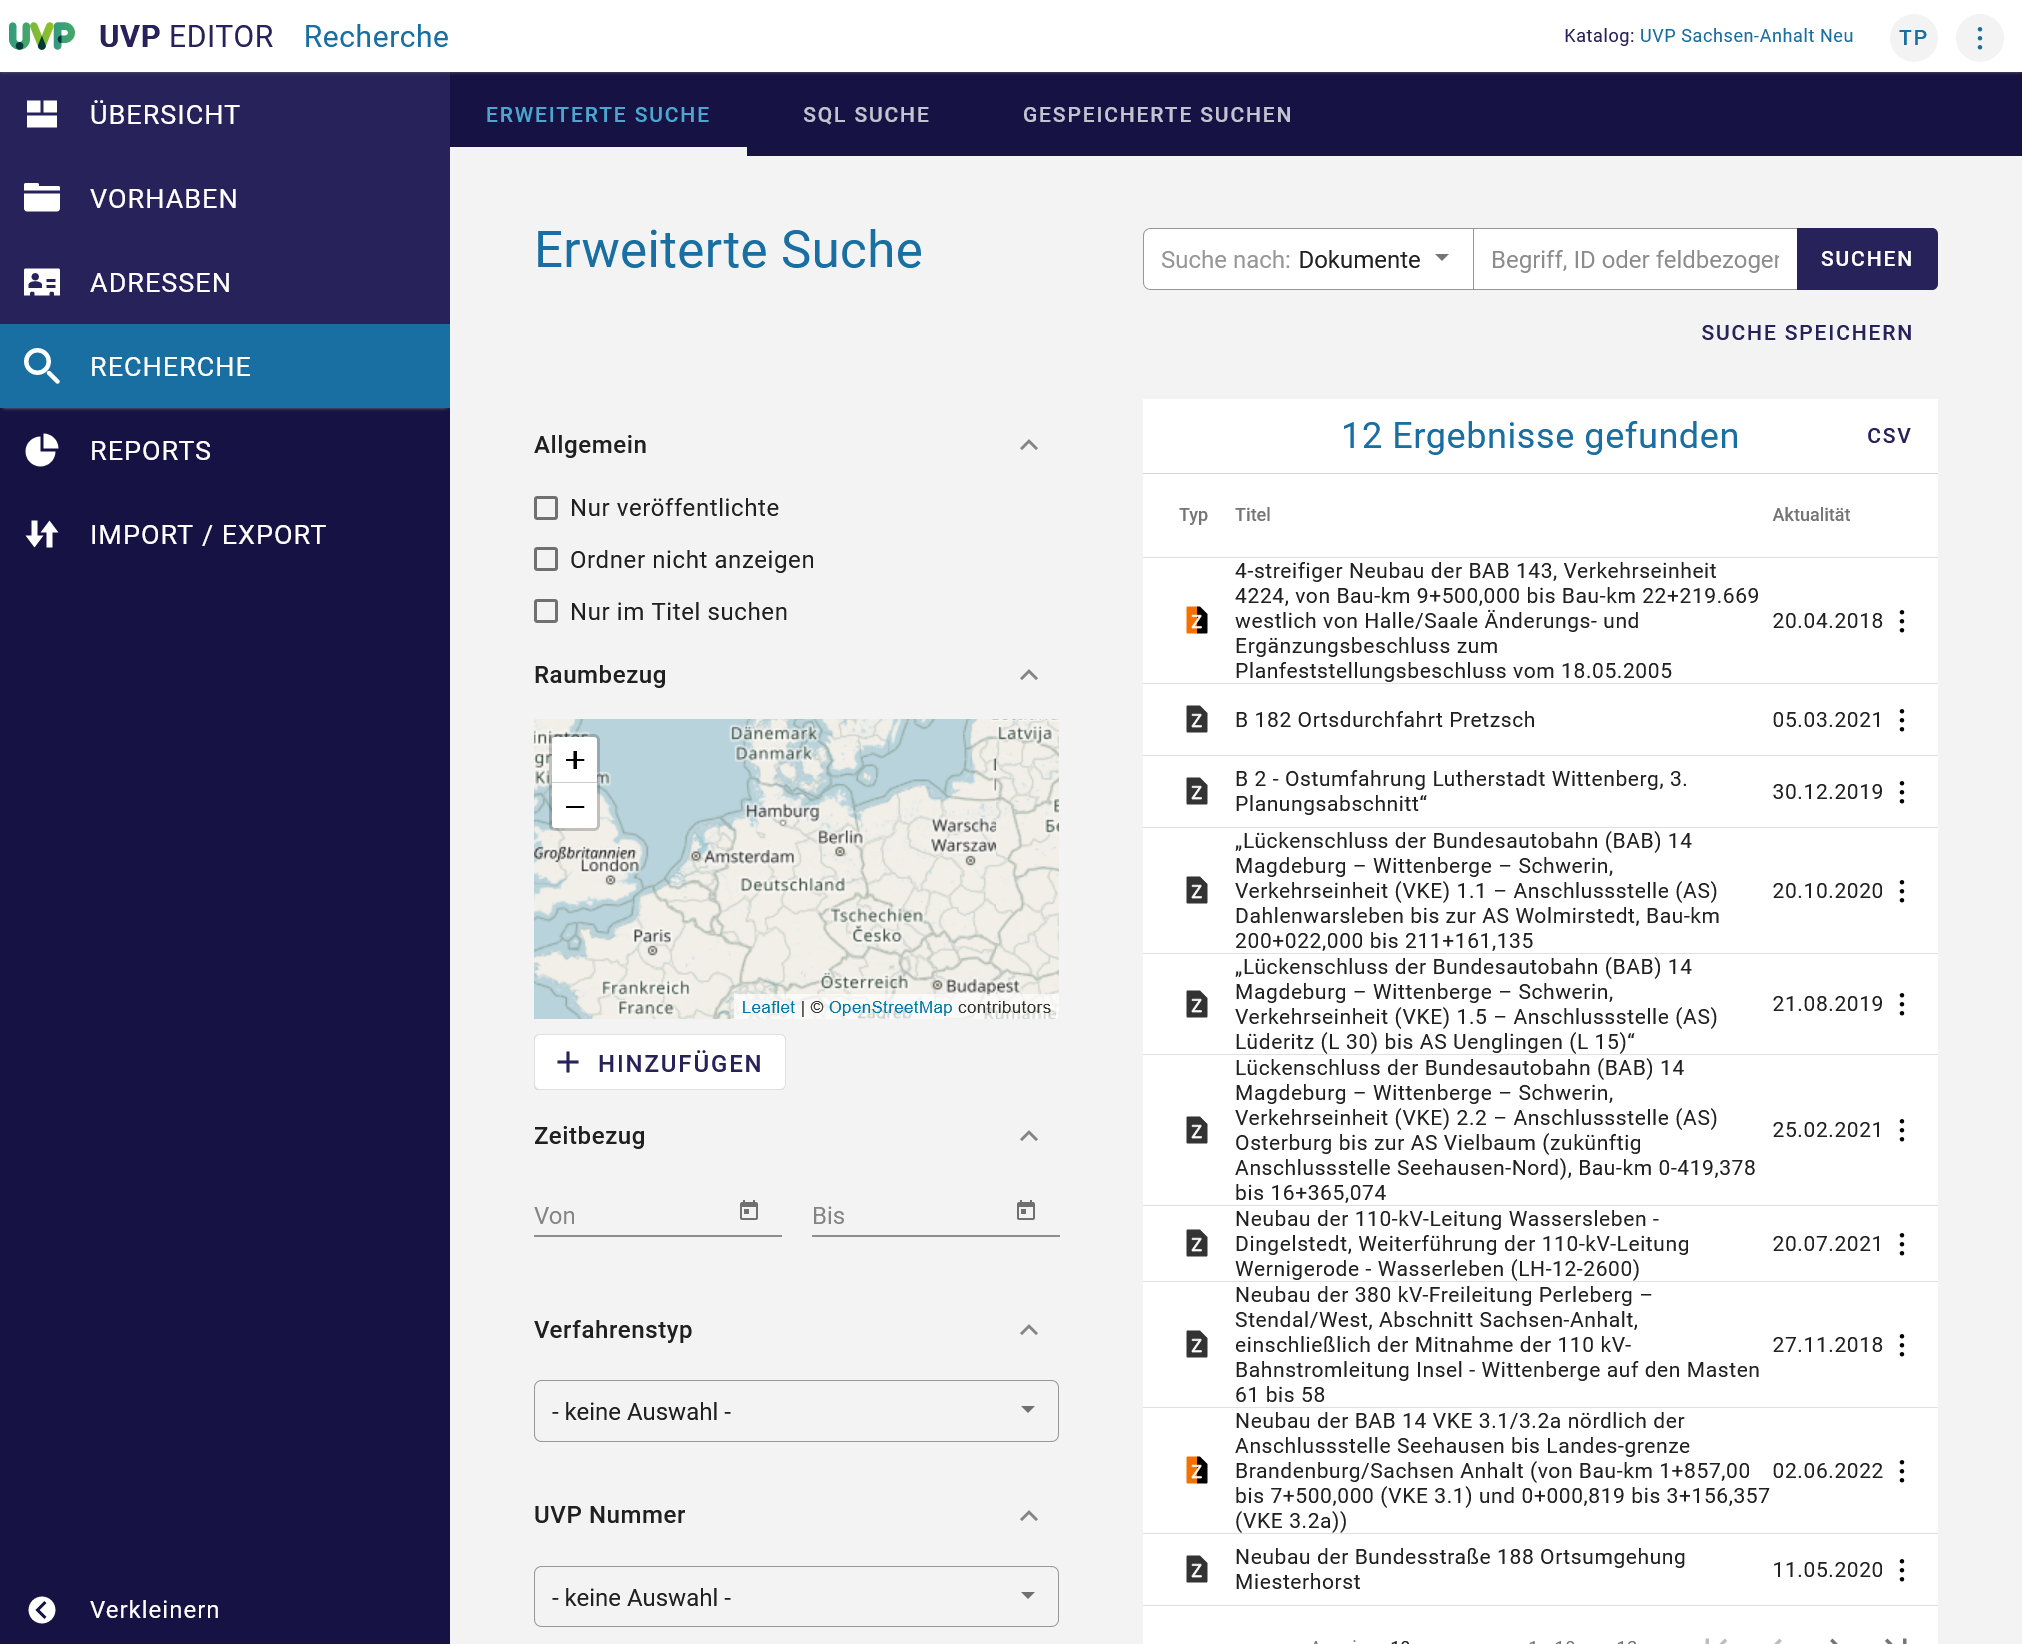 UVP UVP EDITOR Recherche
Katalog: UVP Sachsen-Anhalt Neu TP
ÜBERSICHT
VORHABEN
ADRESSEN
RECHERCHE
REPORTS
IMPORT / EXPORT
Verkleinern
ERWEITERTE SUCHE SQL SUCHE GESPEICHERTE SUCHEN
Erweiterte Suche
Suche nach: Dokumente Begriff, ID oder feldbezoger SUCHEN
SUCHE SPEICHERN
Allgemein
Nur veröffentlichte
Ordner nicht anzeigen
Nur im Titel suchen
Raumbezug
+
−
Dänemark
Danmark
Latvija
Hamburg
Berlin
Warszaw
Großbritannien
London
Amsterdam
Deutschland
Tschechien
Česko
Paris
Österreich
Budapest
Frankreich
France
Leaflet | © OpenStreetMap contributors
HINZUFÜGEN
Zeitbezug
Von Bis
Verfahrenstyp
- keine Auswahl -
UVP Nummer
- keine Auswahl -
12 Ergebnisse gefunden CSV
Typ Titel Aktualität
4-streifiger Neubau der BAB 143, Verkehrseinheit
4224, von Bau-km 9+500,000 bis Bau-km 22+219.669
westlich von Halle/Saale Änderungs- und
Ergänzungsbeschluss zum
Planfeststellungsbeschluss vom 18.05.2005
20.04.2018
B 182 Ortsdurchfahrt Pretzsch
05.03.2021
B 2 - Ostumfahrung Lutherstadt Wittenberg, 3.
Planungsabschnitt“
30.12.2019
„Lückenschluss der Bundesautobahn (BAB) 14
Magdeburg – Wittenberge – Schwerin,
Verkehrseinheit (VKE) 1.1 – Anschlussstelle (AS)
Dahlenwarsleben bis zur AS Wolmirstedt, Bau-km
200+022,000 bis 211+161,135
20.10.2020
„Lückenschluss der Bundesautobahn (BAB) 14
Magdeburg – Wittenberge – Schwerin,
Verkehrseinheit (VKE) 1.5 – Anschlussstelle (AS)
Lüderitz (L 30) bis AS Uenglingen (L 15)“
21.08.2019
Lückenschluss der Bundesautobahn (BAB) 14
Magdeburg – Wittenberge – Schwerin,
Verkehrseinheit (VKE) 2.2 – Anschlussstelle (AS)
Osterburg bis zur AS Vielbaum (zukünftig
Anschlussstelle Seehausen-Nord), Bau-km 0-419,378
bis 16+365,074
25.02.2021
Neubau der 110-kV-Leitung Wassersleben -
Dingelstedt, Weiterführung der 110-kV-Leitung
Wernigerode - Wasserleben (LH-12-2600)
20.07.2021
Neubau der 380 kV-Freileitung Perleberg –
Stendal/West, Abschnitt Sachsen-Anhalt,
einschließlich der Mitnahme der 110 kV-
Bahnstromleitung Insel - Wittenberge auf den Masten
61 bis 58
27.11.2018
Neubau der BAB 14 VKE 3.1/3.2a nördlich der
Anschlussstelle Seehausen bis Landes-grenze
Brandenburg/Sachsen Anhalt (von Bau-km 1+857,00
bis 7+500,000 (VKE 3.1) und 0+000,819 bis 3+156,357
(VKE 3.2a))
02.06.2022
Neubau der Bundesstraße 188 Ortsumgehung
Miesterhorst
11.05.2020